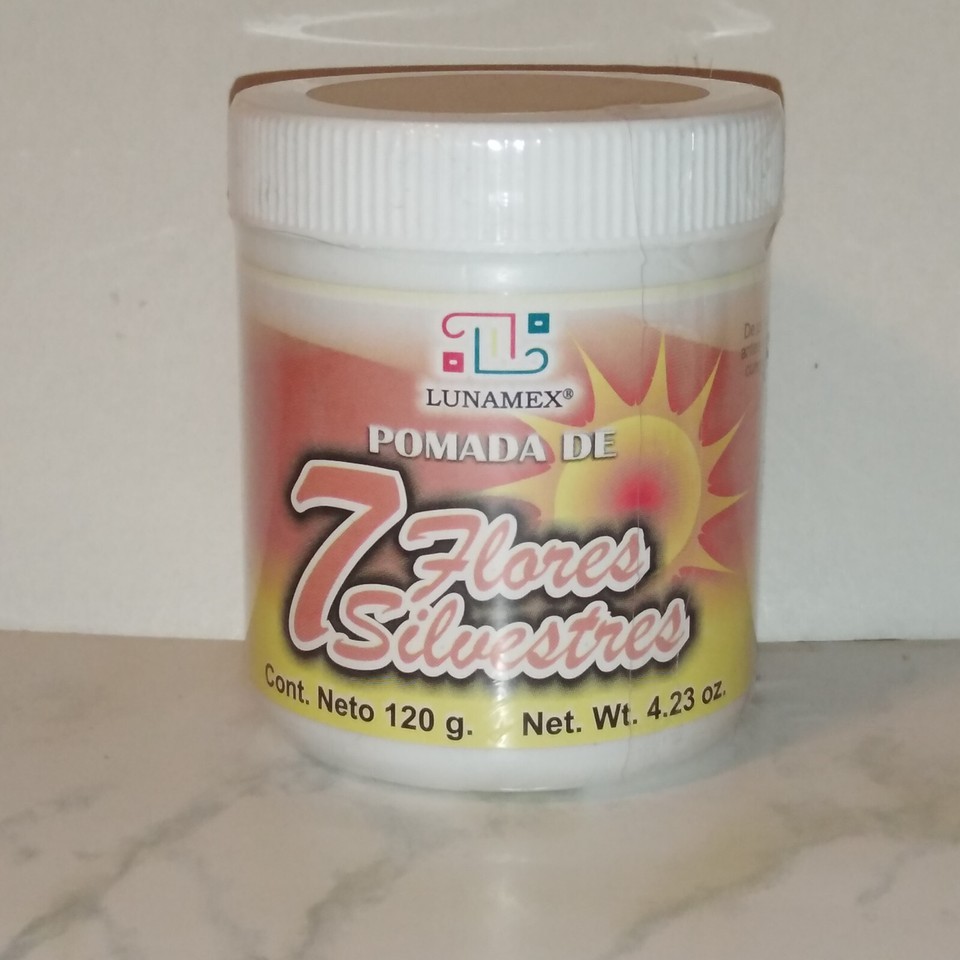 LUNAMEX®
POMADA DE
7 Flores
Silvestres
Cont. Neto 120 g. Net. Wt. 4.23 oz.